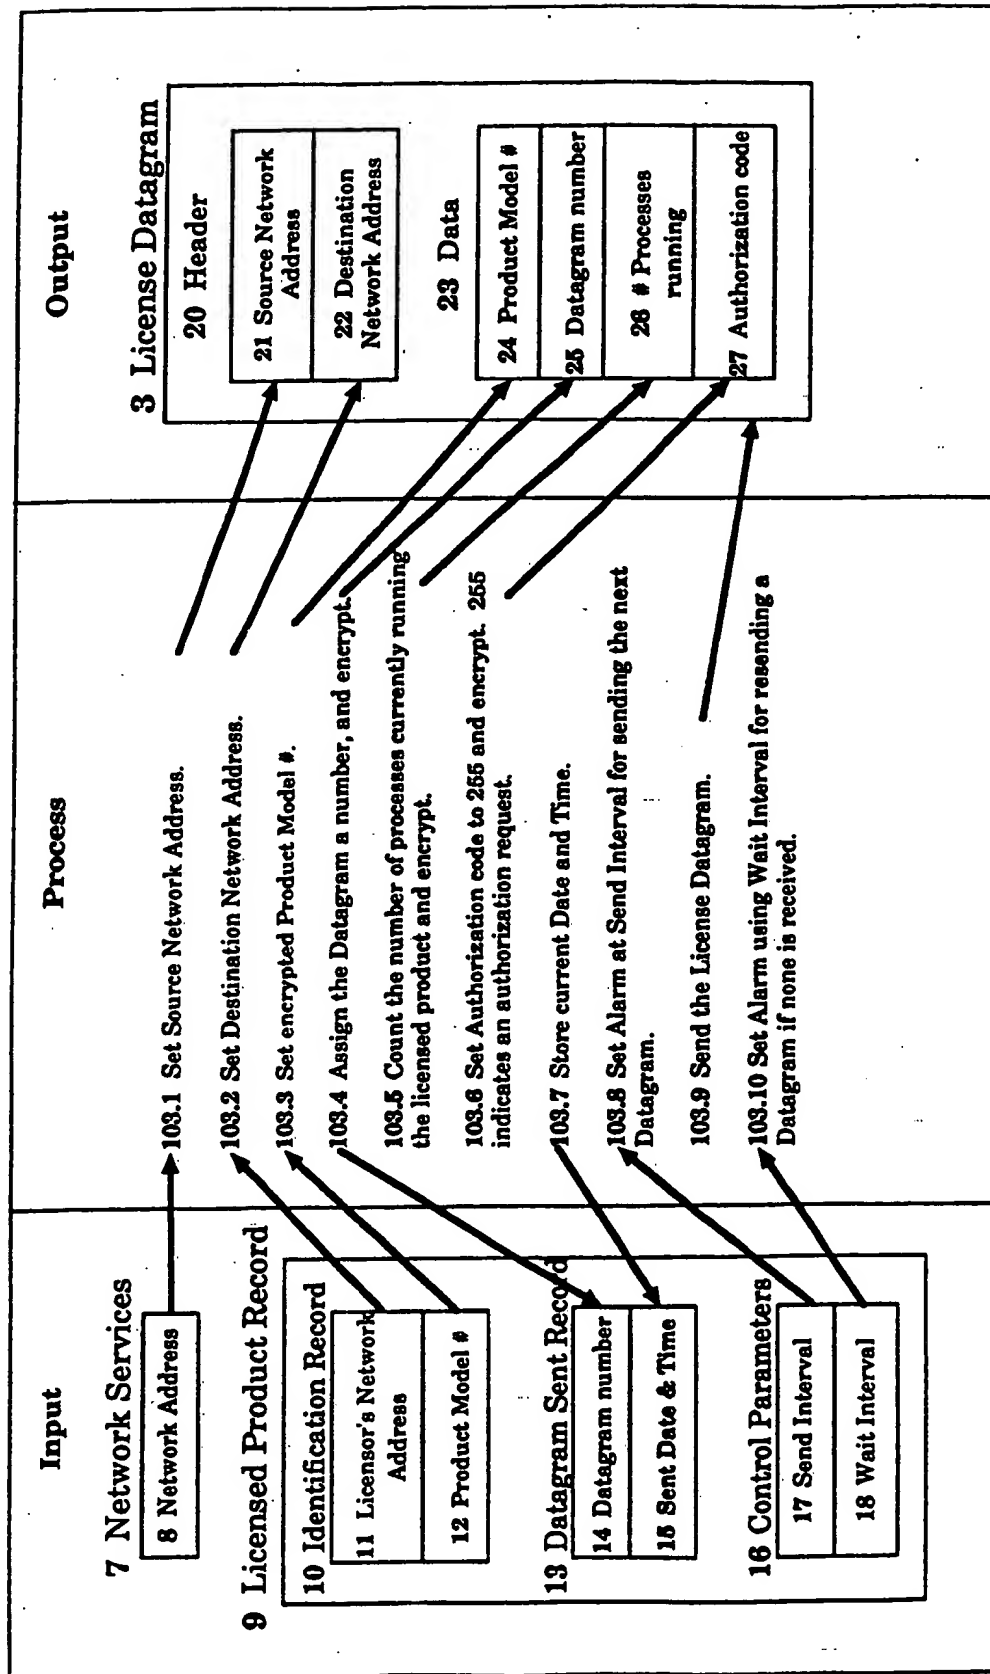 Input
Process
Output
7 Network Services
8 Network Address
9 Licensed Product Record
10 Identification Record
11 Licensor's Network
Address
12 Product Model #
13 Datagram Sent Record
14 Datagram number
15 Sent Date & Time
16 Control Parameters
17 Send Interval
18 Wait Interval
103.1 Set Source Network Address.
103.2 Set Destination Network Address.
103.3 Set encrypted Product Model #.
103.4 Assign the Datagram a number, and encrypt.
103.5 Count the number of processes currently running
the licensed product and encrypt.
103.6 Set Authorization code to 255 and encrypt. 255
indicates an authorization request.
103.7 Store current Date and Time.
103.8 Set Alarm at Send Interval for sending the next
Datagram.
103.9 Send the License Datagram.
103.10 Set Alarm using Wait Interval for resending a
Datagram if none is received.
3 License Datagram
20 Header
21 Source Network
Address
22 Destination
Network Address
23 Data
24 Product Model #
25 Datagram number
26 # Processes
running
27 Authorization code